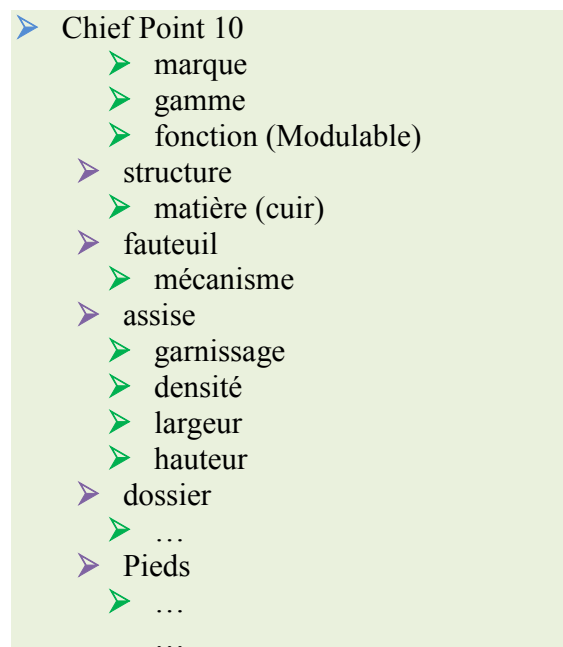 Chief Point 10
marque
gamme
fonction (Modulable)
structure
matière (cuir)
fauteuil
mécanisme
assise
garnissage
densité
largeur
hauteur
dossier
…
Pieds
…
…